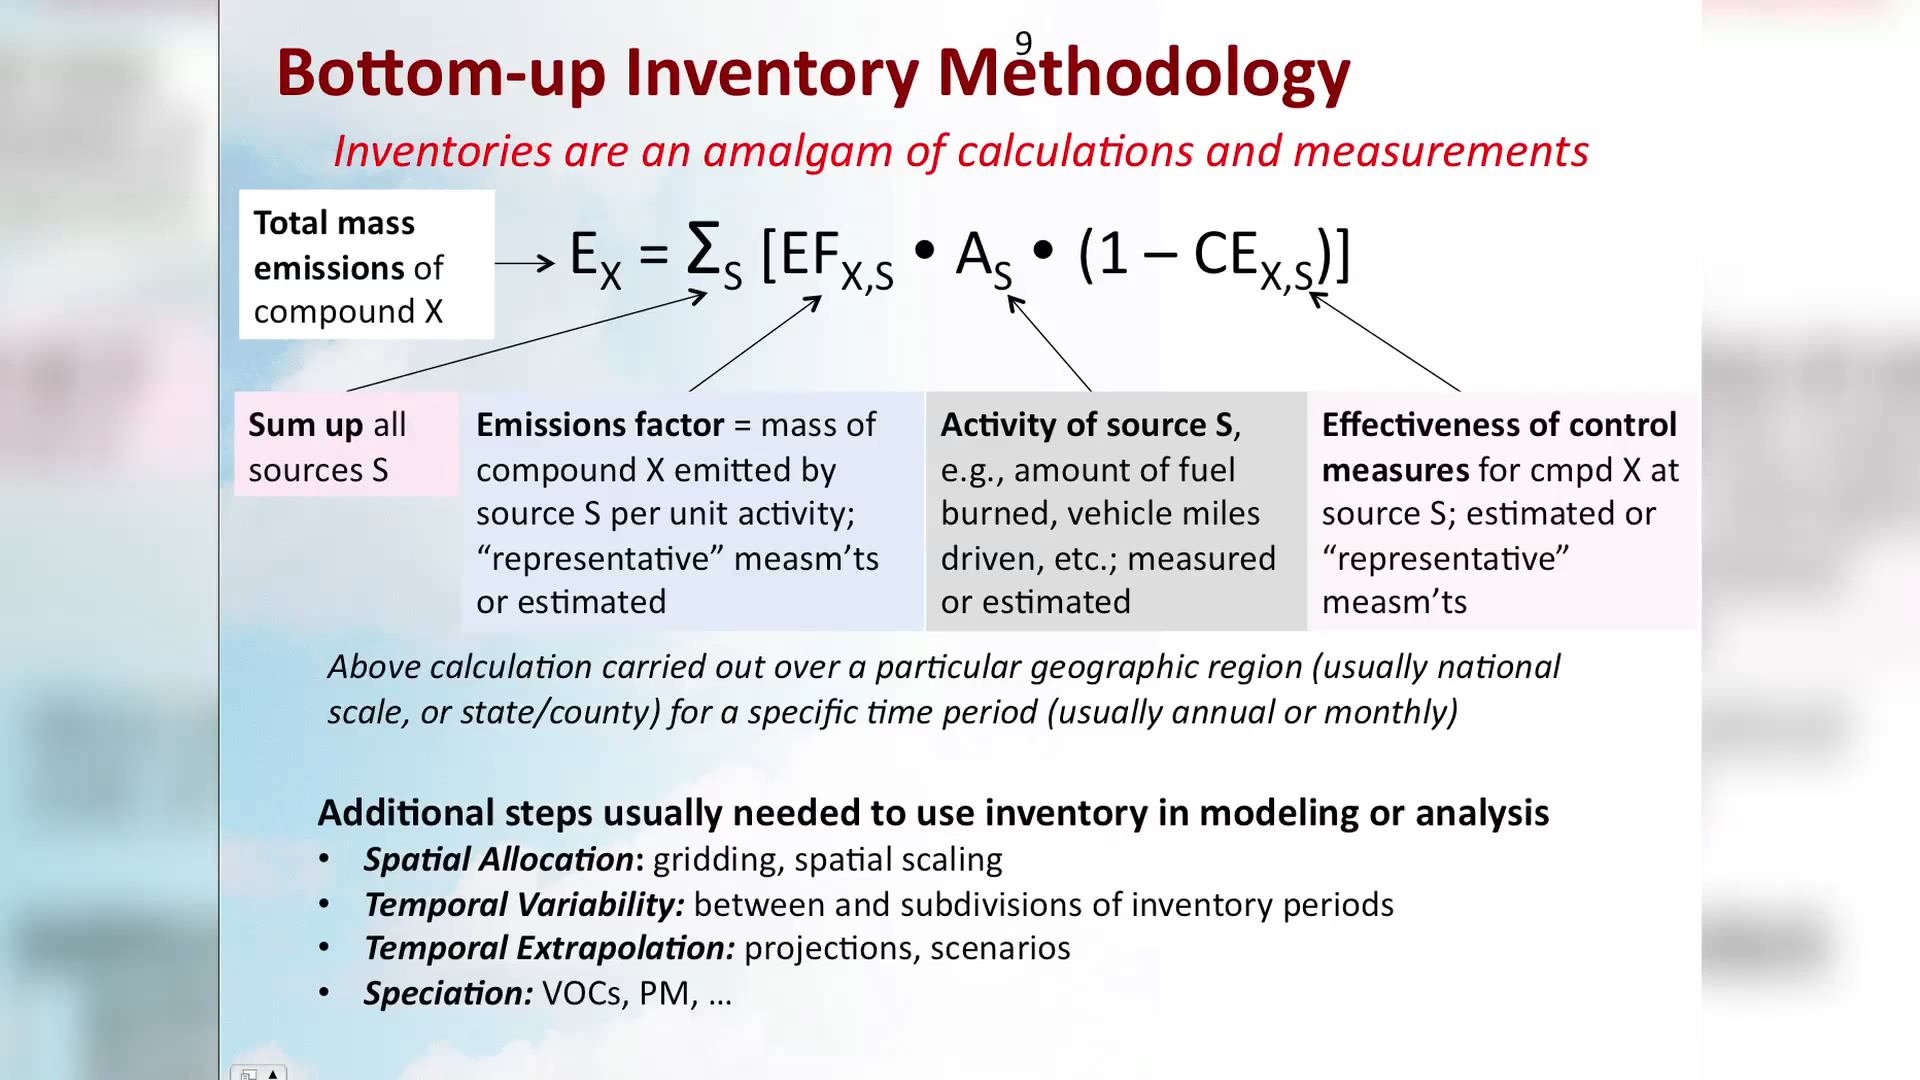 9
Bottom-up Inventory Methodology
Inventories are an amalgam of calculations and measurements
Total mass
emissions of
compound X
E_X = Σ_S [EF_X,S • A_S • (1 – CE_X,S)]
Sum up all
sources S
Emissions factor = mass of
compound X emitted by
source S per unit activity;
“representative” measm’ts
or estimated
Activity of source S,
e.g., amount of fuel
burned, vehicle miles
driven, etc.; measured
or estimated
Effectiveness of control
measures for cmpd X at
source S; estimated or
“representative”
measm’ts
Above calculation carried out over a particular geographic region (usually national
scale, or state/county) for a specific time period (usually annual or monthly)
Additional steps usually needed to use inventory in modeling or analysis
• Spatial Allocation: gridding, spatial scaling
• Temporal Variability: between and subdivisions of inventory periods
• Temporal Extrapolation: projections, scenarios
• Speciation: VOCs, PM, ...